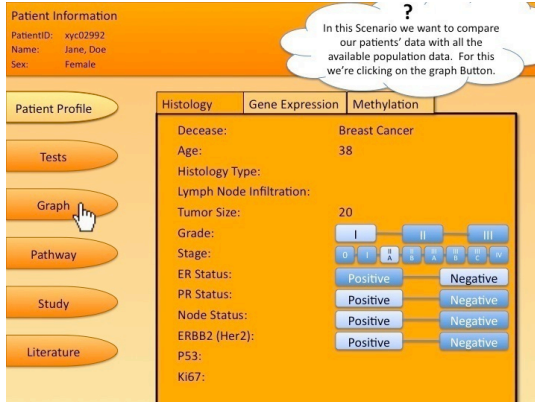 Patient Information
PatientID: xyc02992
Name: Jane, Doe
Sex: Female
?
In this Scenario we want to compare
our patients' data with all the
available population data. For this
we're clicking on the graph Button.
Patient Profile
Tests
Graph
Pathway
Study
Literature
Histology Gene Expression Methylation
Decease: Breast Cancer
Age: 38
Histology Type:
Lymph Node Infiltration:
Tumor Size: 20
Grade: I II III
Stage: 0 I II A II B III A III B III C IV
ER Status: Positive Negative
PR Status: Positive Negative
Node Status: Positive Negative
ERBB2 (Her2): Positive Negative
P53:
Ki67: